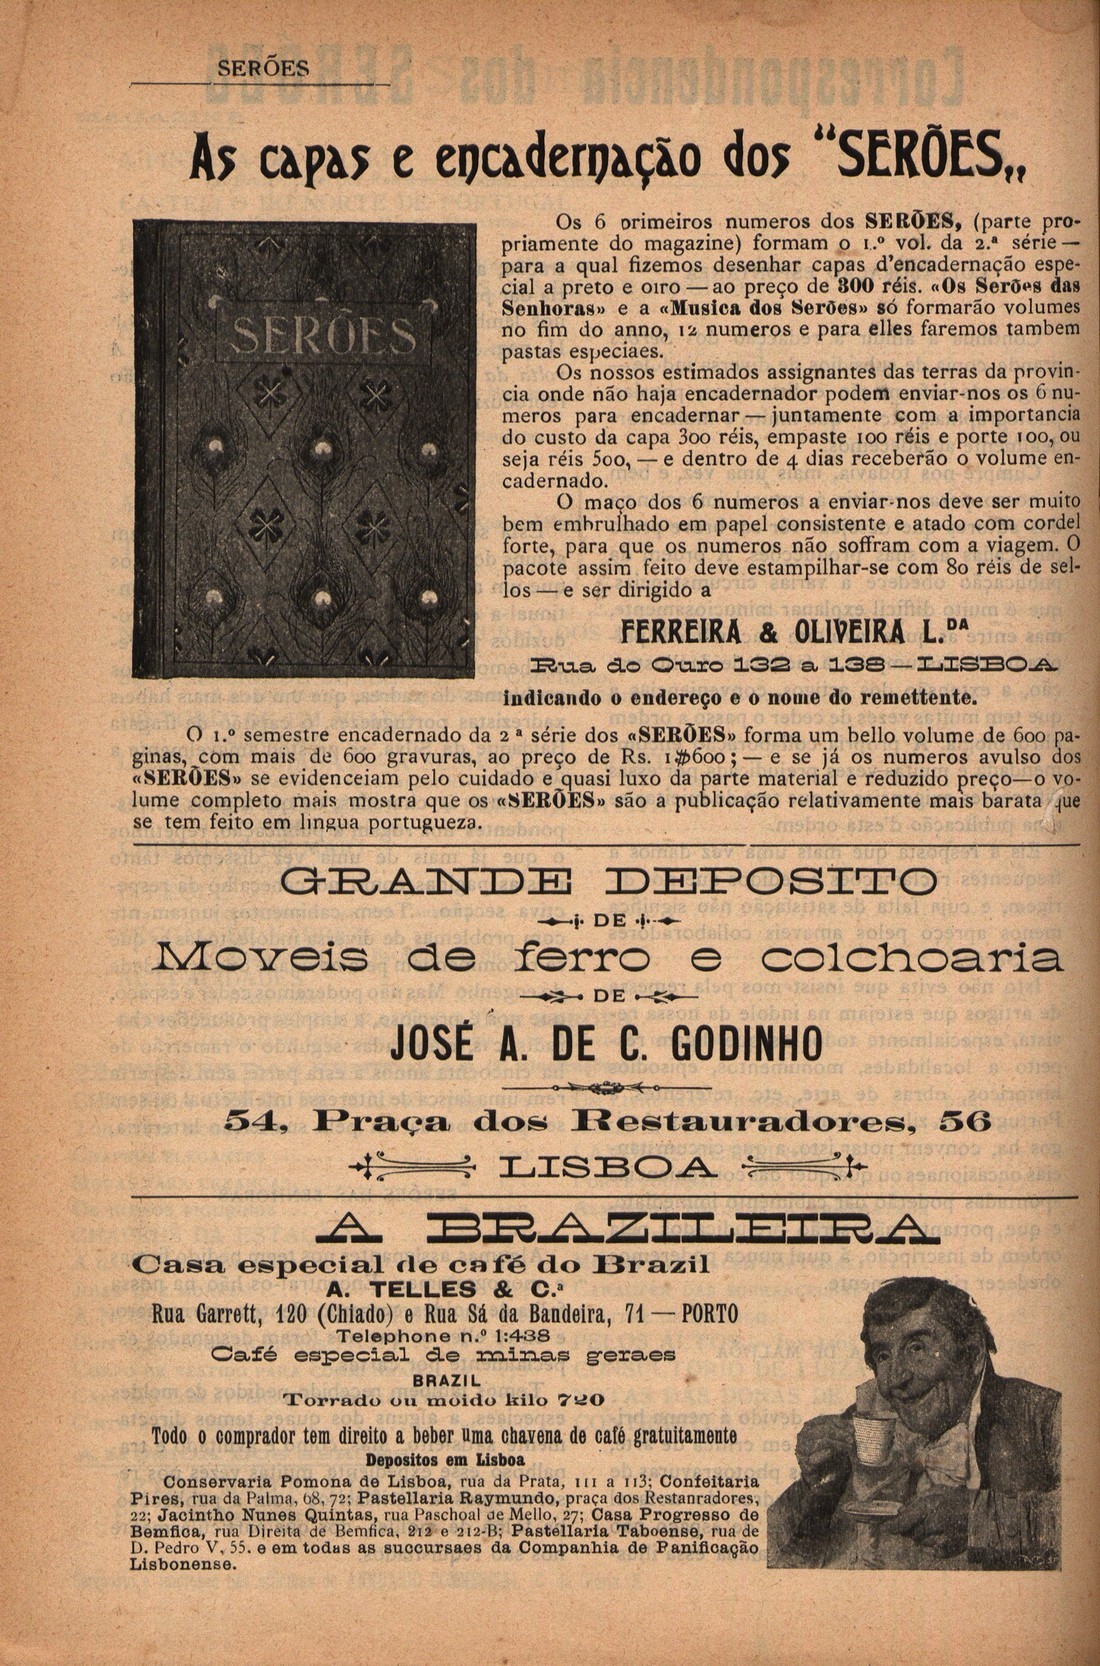 SERÕES
As capas e encadernação dos “SERÕES„
SERÕES
Os 6 primeiros numeros dos SERÕES, (parte pro-
priamente do magazine) formam o 1.º vol. da 2.ª série —
para a qual fizemos desenhar capas d'encadernação espe-
cial a preto e oiro — ao preço de 300 réis. «Os Serões das
Senhoras» e a «Musica dos Serões» só formarão volumes
no fim do anno, 12 numeros e para elles faremos tambem
pastas especiaes.
Os nossos estimados assignantes das terras da provin-
cia onde não haja encadernador podem enviar-nos os 6 nu-
meros para encadernar — juntamente com a importancia
do custo da capa 300 réis, empaste 100 réis e porte 100, ou
seja réis 500, — e dentro de 4 dias receberão o volume en-
cadernado.
O maço dos 6 numeros a enviar-nos deve ser muito
bem embrulhado em papel consistente e atado com cordel
forte, para que os numeros não soffram com a viagem. O
pacote assim feito deve estampilhar-se com 80 réis de sel-
los — e ser dirigido a
FERREIRA & OLIVEIRA L.DA
Rua do Ouro 132 a 138 — LISBOA
indicando o endereço e o nome do remettente.
O 1.º semestre encadernado da 2ª série dos «SERÕES» forma um bello volume de 600 pa-
ginas, com mais de 600 gravuras, ao preço de Rs. 1$600; — e se já os numeros avulso dos
«SERÕES» se evidenceiam pelo cuidado e quasi luxo da parte material e reduzido preço—o vo-
lume completo mais mostra que os «SERÕES» são a publicação relativamente mais barata que
se tem feito em lingua portugueza.
GRANDE DEPOSITO
DE
Moveis de ferro e colchoaria
DE
JOSÉ A. DE C. GODINHO
54, Praça dos Restauradores, 56
LISBOA
A BRAZILEIRA
Casa especial de café do Brazil
A. TELLES & C.ª
Rua Garrett, 120 (Chiado) e Rua Sá da Bandeira, 71 — PORTO
Telephone n.º 1:438
Café especial de minas geraes
BRAZIL
Torrado ou moido kilo 720
Todo o comprador tem direito a beber uma chavena de café gratuitamente
Depositos em Lisboa
Conservaria Pomona de Lisboa, rua da Prata, 111 a 113; Confeitaria
Pires, rua da Palma, 68, 72; Pastellaria Raymundo, praça dos Restanradores,
22; Jacintho Nunes Quintas, rua Paschoal de Mello, 27; Casa Progresso de
Bemfica, rua Direita de Bemfica, 212 e 212-B; Pastellaria Taboense, rua de
D. Pedro V, 55. e em todas as succursaes da Companhia de Panificação
Lisbonense.